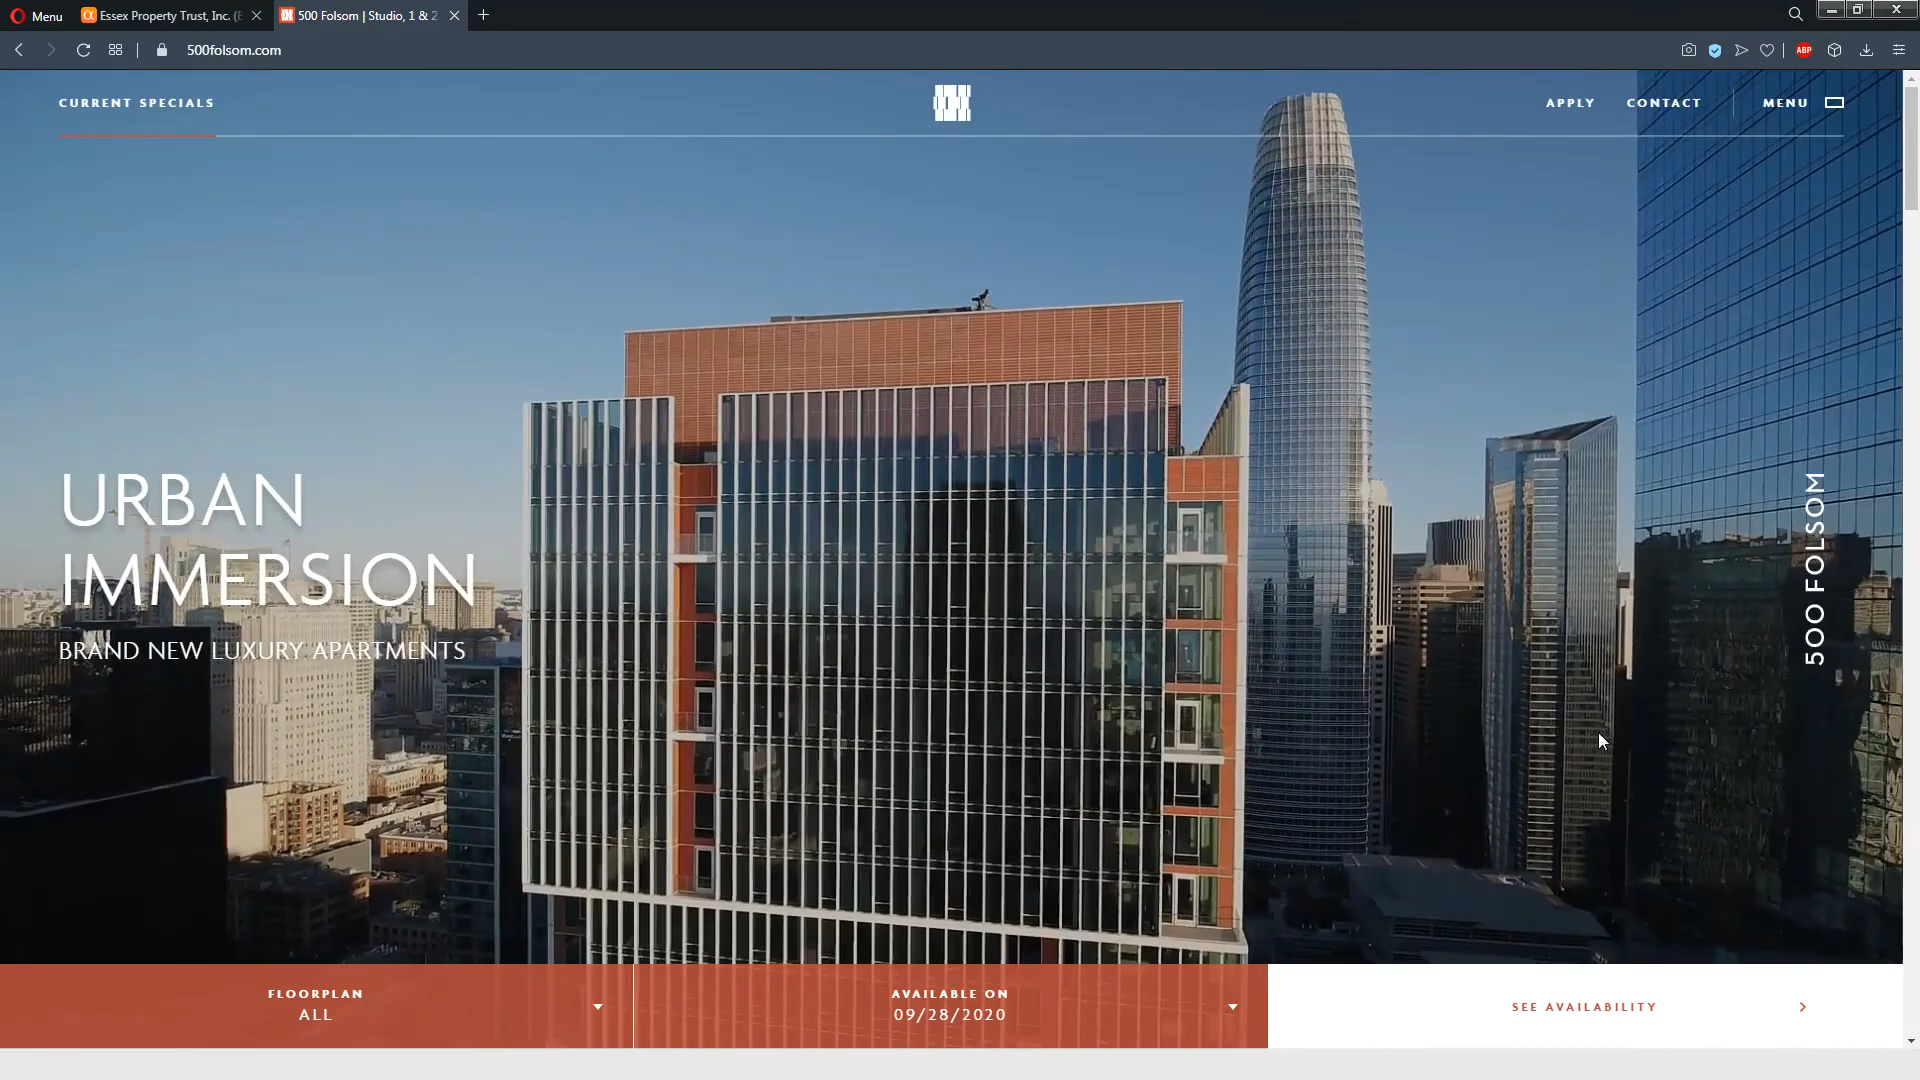 Menu
Essex Property Trust, Inc. (E
500 Folsom | Studio, 1 & 2
500folsom.com
ABP
CURRENT SPECIALS
APPLY
CONTACT
MENU
URBAN
IMMERSION
BRAND NEW LUXURY APARTMENTS
500 FOLSOM
FLOORPLAN
ALL
AVAILABLE ON
09/28/2020
SEE AVAILABILITY